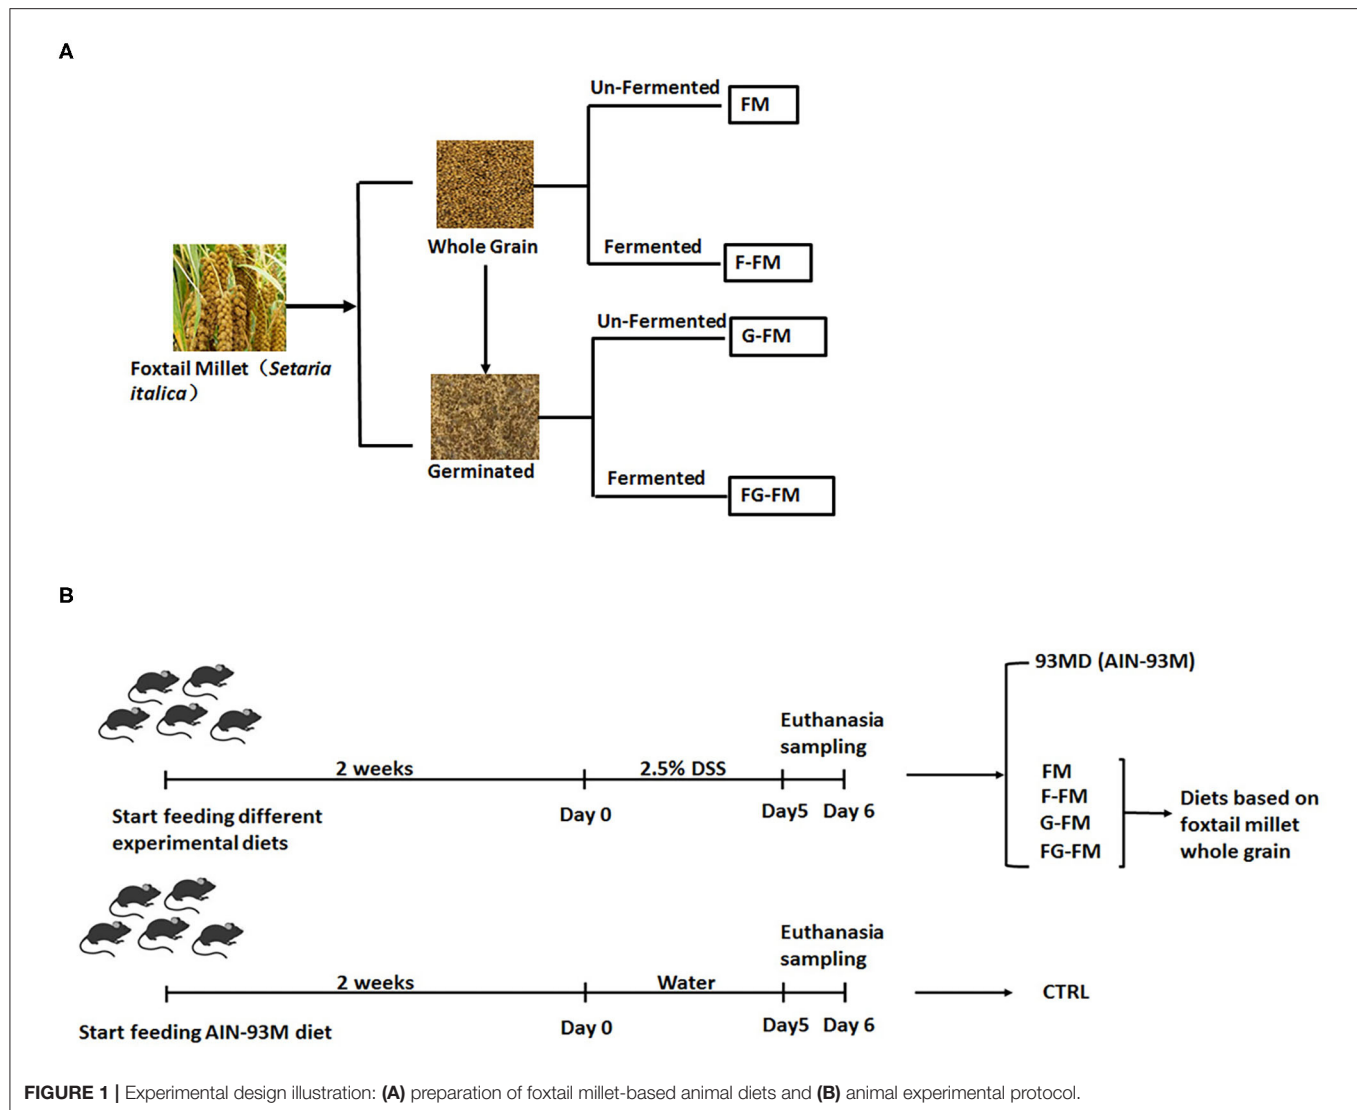 A
Un-Fermented
FM
Whole Grain
Fermented
F-FM
Foxtail Millet（Setaria
italica）
Un-Fermented
G-FM
Germinated
Fermented
FG-FM
B
2 weeks
2.5% DSS
Euthanasia
sampling
Start feeding different
experimental diets
Day 0
Day5
Day 6
93MD (AIN-93M)
FM
F-FM
G-FM
FG-FM
Diets based on
foxtail millet
whole grain
2 weeks
Water
Euthanasia
sampling
Start feeding AIN-93M diet
Day 0
Day5
Day 6
CTRL
FIGURE 1 | Experimental design illustration: (A) preparation of foxtail millet-based animal diets and (B) animal experimental protocol.